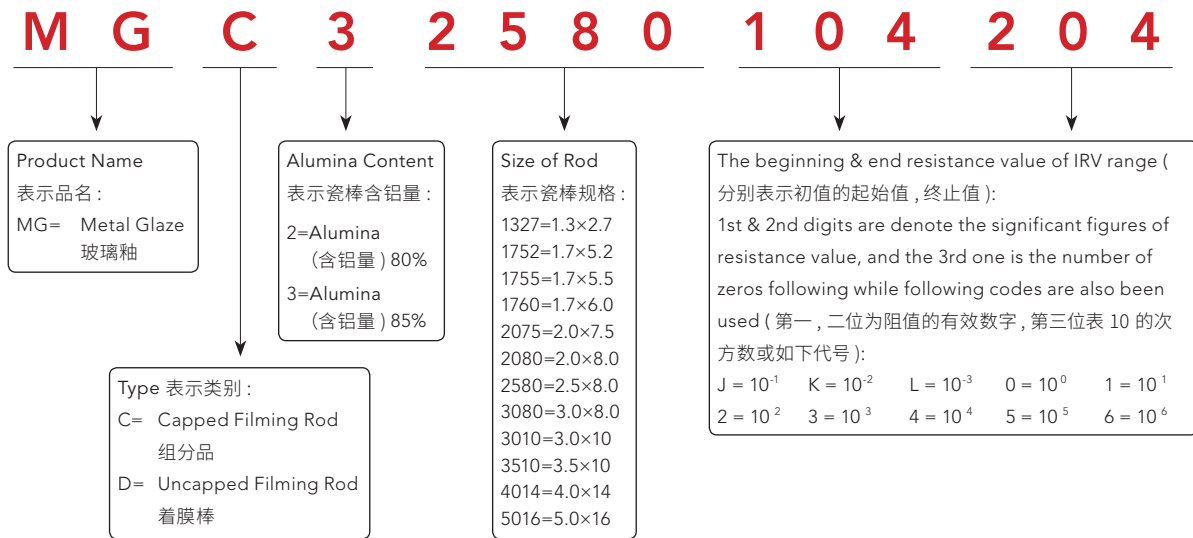 M G C 3 2 5 8 0 1 0 4 2 0 4
Product Name
表示品名 :
MG= Metal Glaze
玻璃釉
Type 表示类别 :
C= Capped Filming Rod
组分品
D= Uncapped Filming Rod
着膜棒
Alumina Content
表示瓷棒含铝量 :
2=Alumina
(含铝量 ) 80%
3=Alumina
(含铝量 ) 85%
Size of Rod
表示瓷棒规格 :
1327=1.3×2.7
1752=1.7×5.2
1755=1.7×5.5
1760=1.7×6.0
2075=2.0×7.5
2080=2.0×8.0
2580=2.5×8.0
3080=3.0×8.0
3010=3.0×10
3510=3.5×10
4014=4.0×14
5016=5.0×16
The beginning & end resistance value of IRV range (
分别表示初值的起始值 , 终止值 ):
1st & 2nd digits are denote the significant figures of
resistance value, and the 3rd one is the number of
zeros following while following codes are also been
used ( 第一 , 二位为阻值的有效数字 , 第三位表 10 的次
方数或如下代号 ):
J = 10⁻¹ K = 10⁻² L = 10⁻³ 0 = 10⁰ 1 = 10¹
2 = 10² 3 = 10³ 4 = 10⁴ 5 = 10⁵ 6 = 10⁶